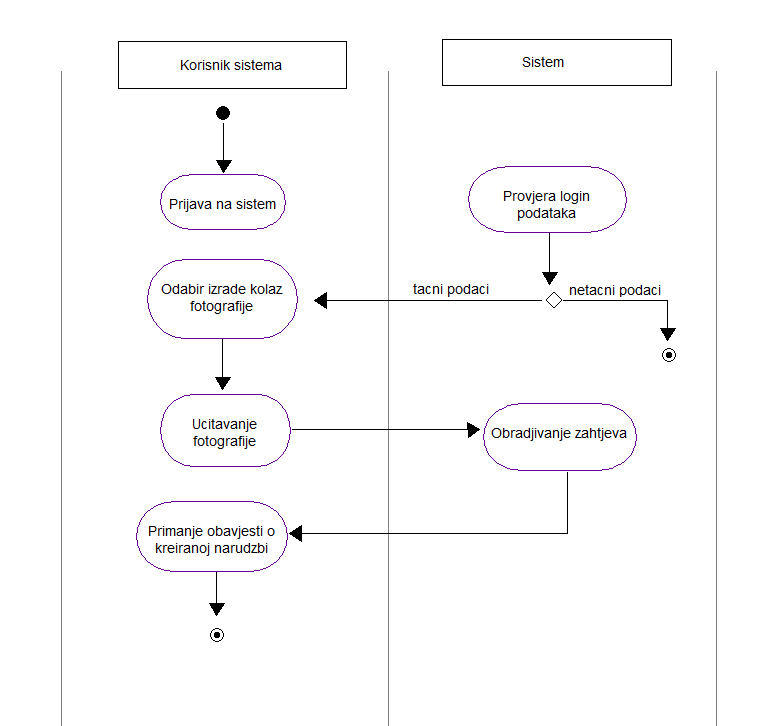 Korisnik sistema
Sistem
Prijava na sistem
Provjera login
podataka
Odabir izrade kolaz
fotografije
tacni podaci
netacni podaci
Ucitavanje
fotografije
Obradjivanje zahtjeva
Primanje obavjesti o
kreiranoj narudzbi